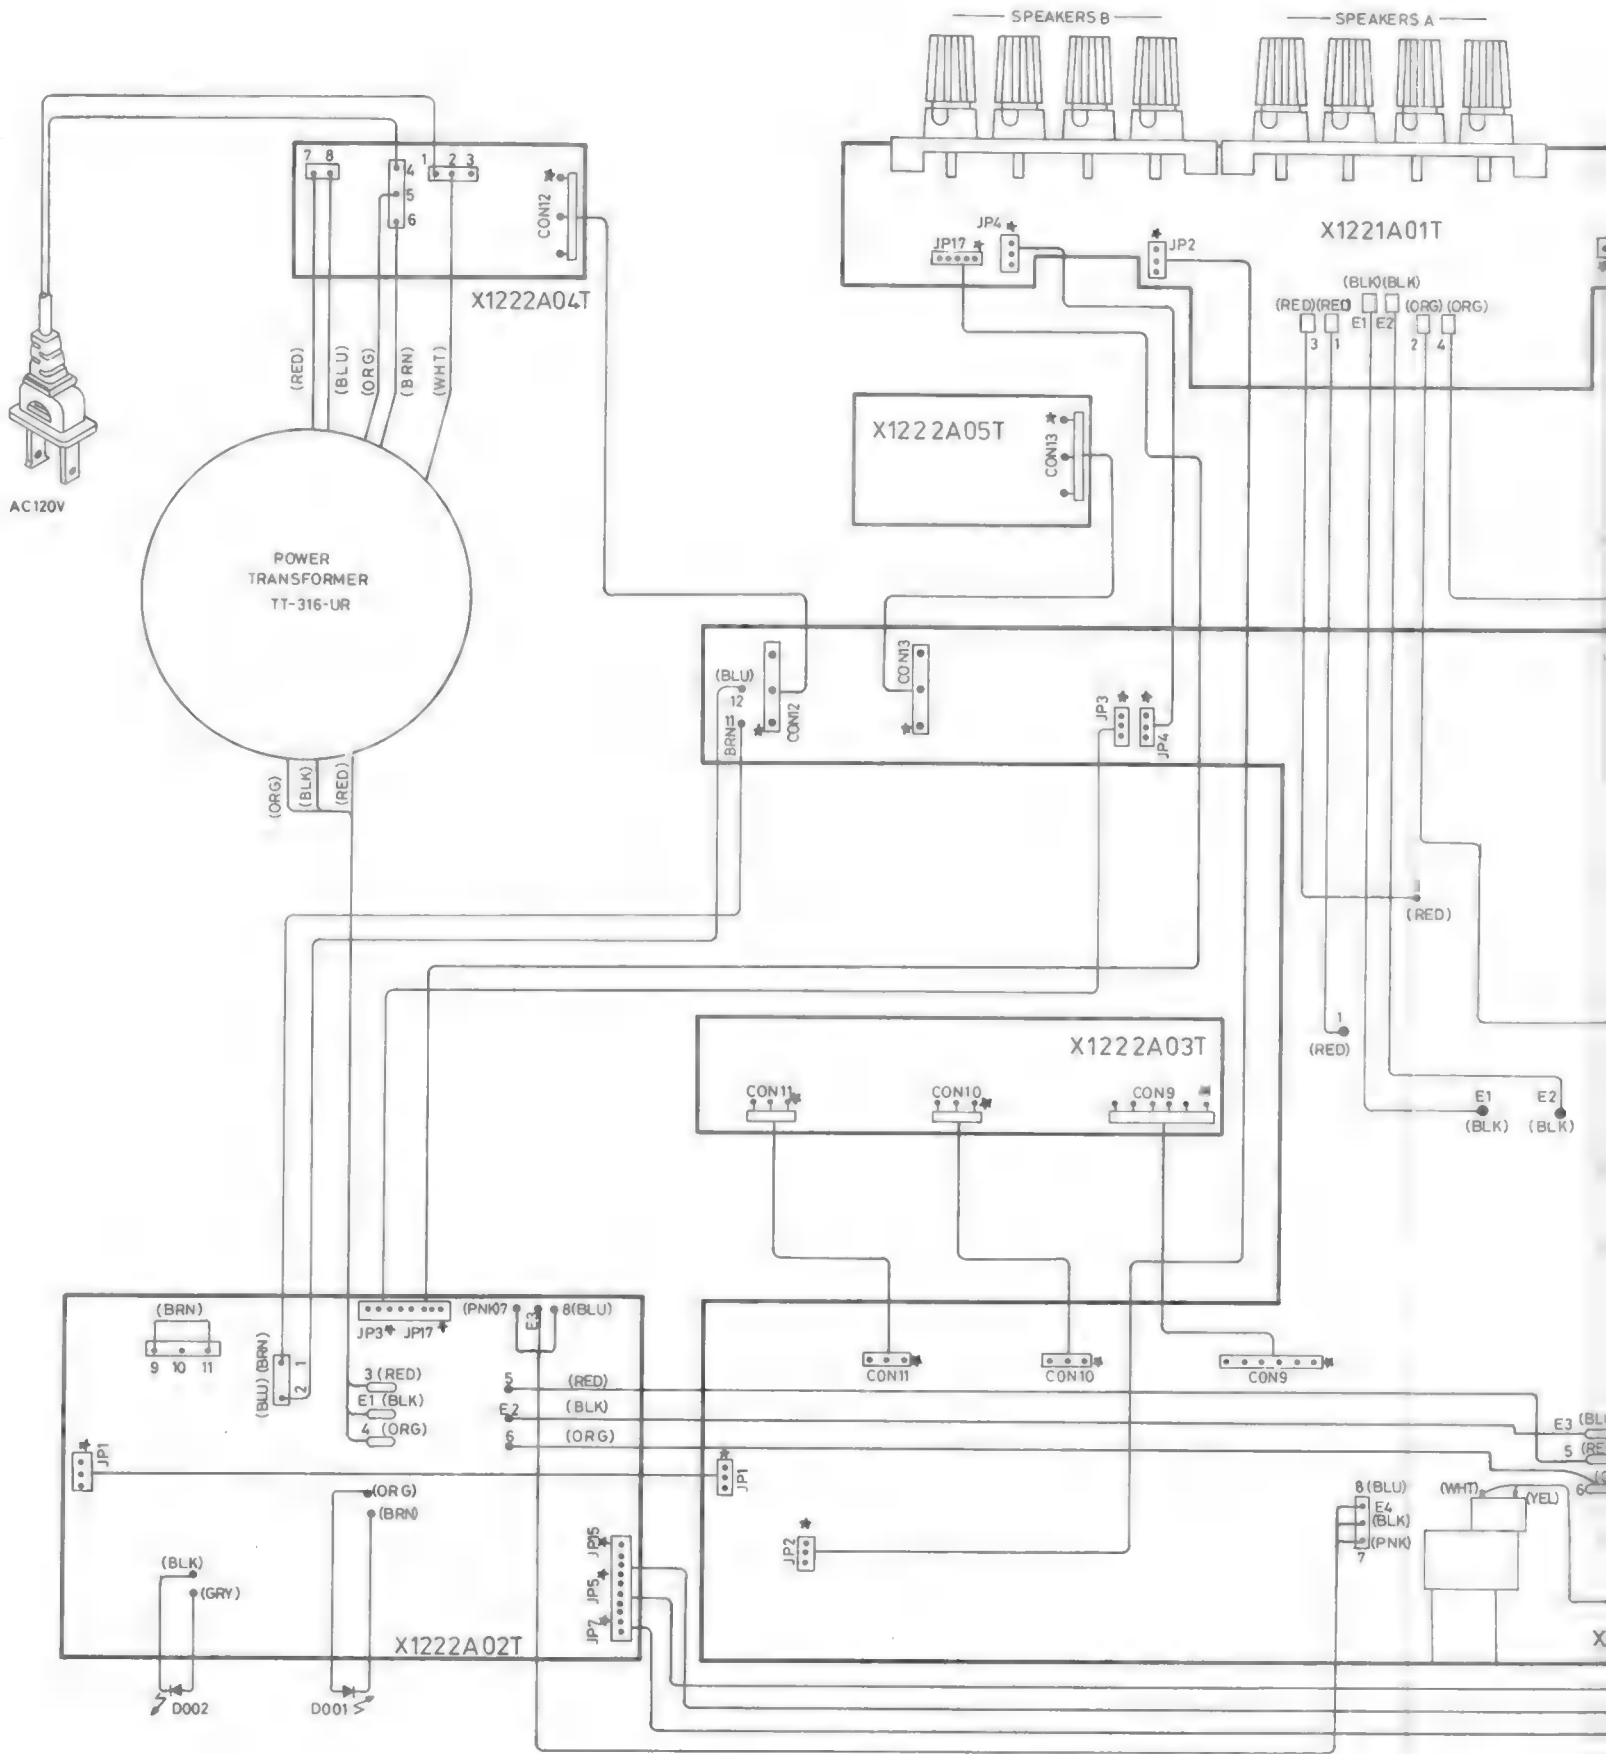 SPEAKERS B
SPEAKERS A
7 8
4
5
6
1 2 3
CON12
X1222A04T
AC120V
(RED)
(BLU)
(ORG)
(BRN)
(WHT)
POWER
TRANSFORMER
TT-316-UR
(ORG)
(BLK)
(RED)
JP17
JP4
JP2
X1221A01T
(BLK)(BLK)
(RED)(RED
E1 E2
(ORG)(ORG)
3 1
2 4
X1222A05T
CON13
(BLU)
12
BRN11
CON12
CON13
JP3
JP4
(RED)
1
(RED)
E1
(BLK)
E2
(BLK)
X1222A03T
CON11
CON10
CON9
CON11
CON10
CON9
(BRN)
9 10 11
(BLU)(BRN)
1
2
JP3 JP17
(PNK)7
E3
8(BLU)
3 (RED)
E1 (BLK)
4 (ORG)
5 (RED)
E2 (BLK)
6 (ORG)
JP1
JP1
(ORG)
(BRN)
(BLK)
(GRY)
JP15
JP5
JP7
X1222A02T
D002
D001
JP2
8(BLU)
E4
(BLK)
(PNK)
7
(WHT)
(YEL)
E3 (BL
5 (RE
6
X